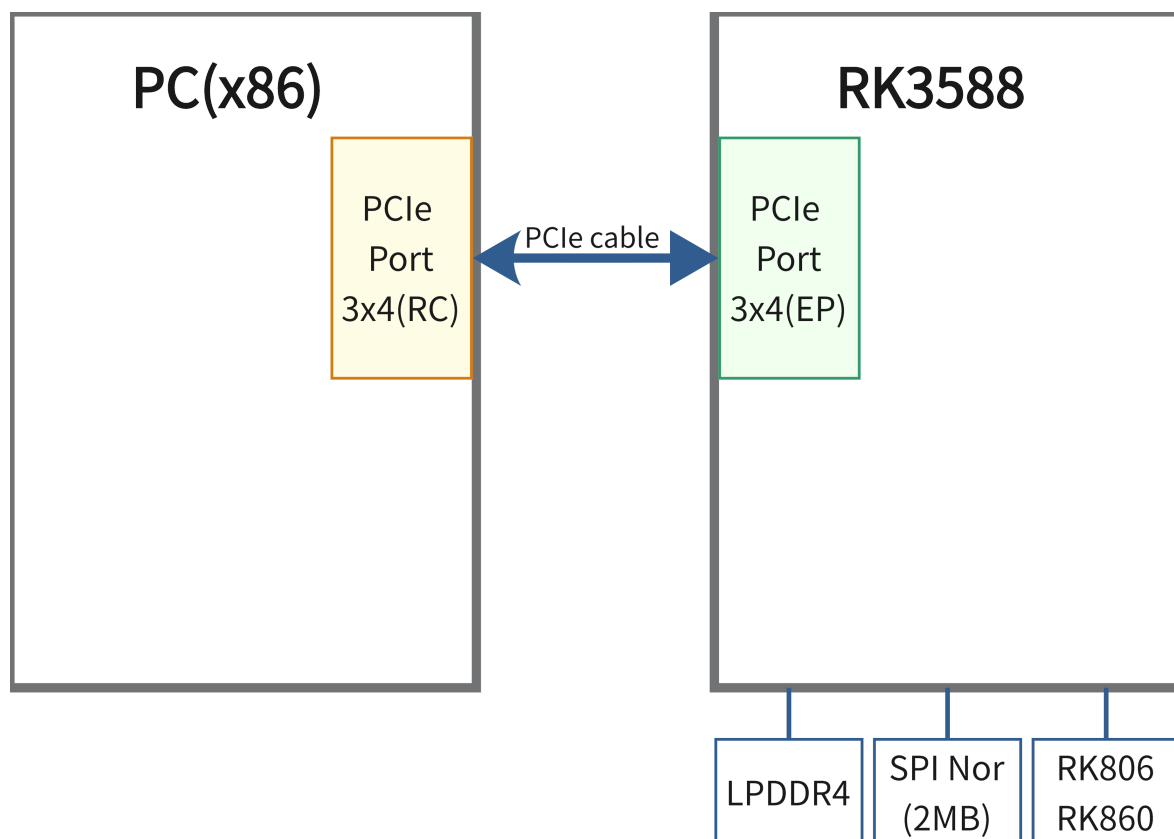 PC(x86)
RK3588
PCIe
Port
3x4(RC)
PCIe cable
PCIe
Port
3x4(EP)
LPDDR4
SPI Nor
(2MB)
RK806
RK860